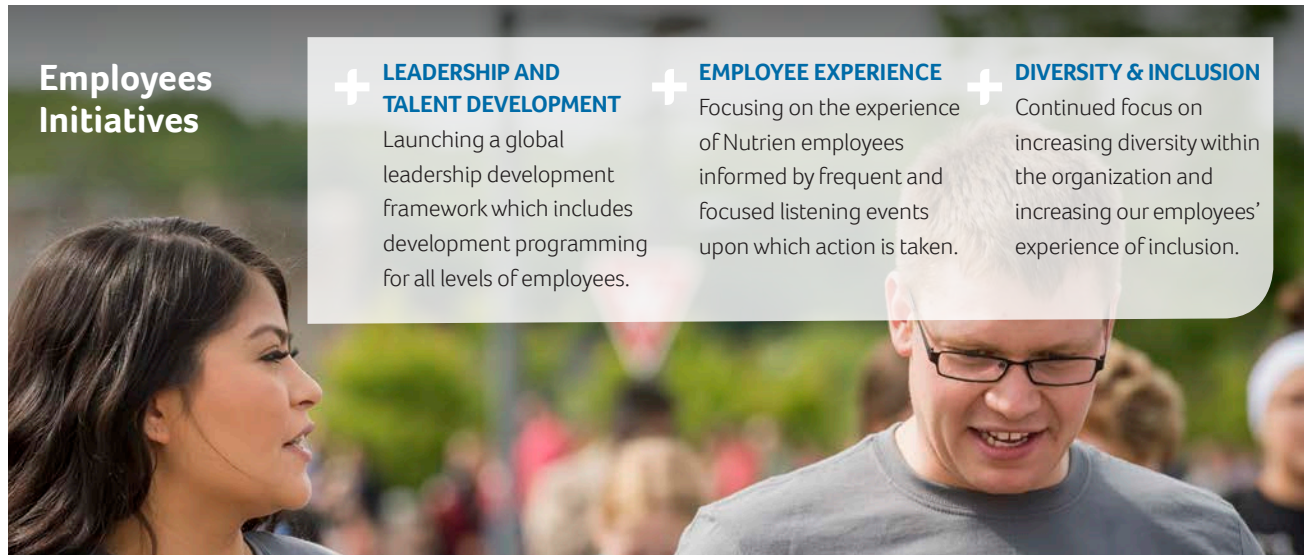 Employees
Initiatives
LEADERSHIP AND
TALENT DEVELOPMENT
Launching a global
leadership development
framework which includes
development programming
for all levels of employees.
EMPLOYEE EXPERIENCE
Focusing on the experience
of Nutrien employees
informed by frequent and
focused listening events
upon which action is taken.
DIVERSITY & INCLUSION
Continued focus on
increasing diversity within
the organization and
increasing our employees’
experience of inclusion.